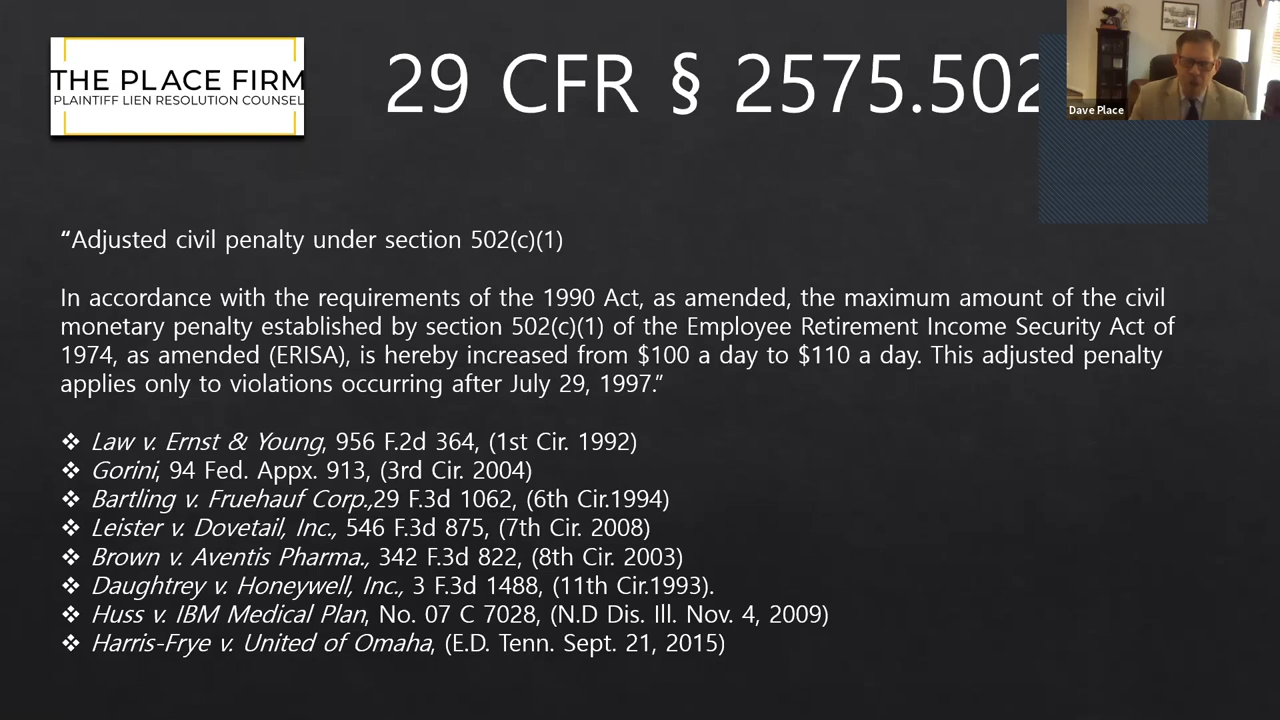 THE PLACE FIRM
PLAINTIFF LIEN RESOLUTION COUNSEL
29 CFR § 2575.502
Dave Place
“Adjusted civil penalty under section 502(c)(1)
In accordance with the requirements of the 1990 Act, as amended, the maximum amount of the civil
monetary penalty established by section 502(c)(1) of the Employee Retirement Income Security Act of
1974, as amended (ERISA), is hereby increased from $100 a day to $110 a day. This adjusted penalty
applies only to violations occurring after July 29, 1997.”
❖ Law v. Ernst & Young, 956 F.2d 364, (1st Cir. 1992)
❖ Gorini, 94 Fed. Appx. 913, (3rd Cir. 2004)
❖ Bartling v. Fruehauf Corp.,29 F.3d 1062, (6th Cir.1994)
❖ Leister v. Dovetail, Inc., 546 F.3d 875, (7th Cir. 2008)
❖ Brown v. Aventis Pharma., 342 F.3d 822, (8th Cir. 2003)
❖ Daughtrey v. Honeywell, Inc., 3 F.3d 1488, (11th Cir.1993).
❖ Huss v. IBM Medical Plan, No. 07 C 7028, (N.D Dis. Ill. Nov. 4, 2009)
❖ Harris-Frye v. United of Omaha, (E.D. Tenn. Sept. 21, 2015)